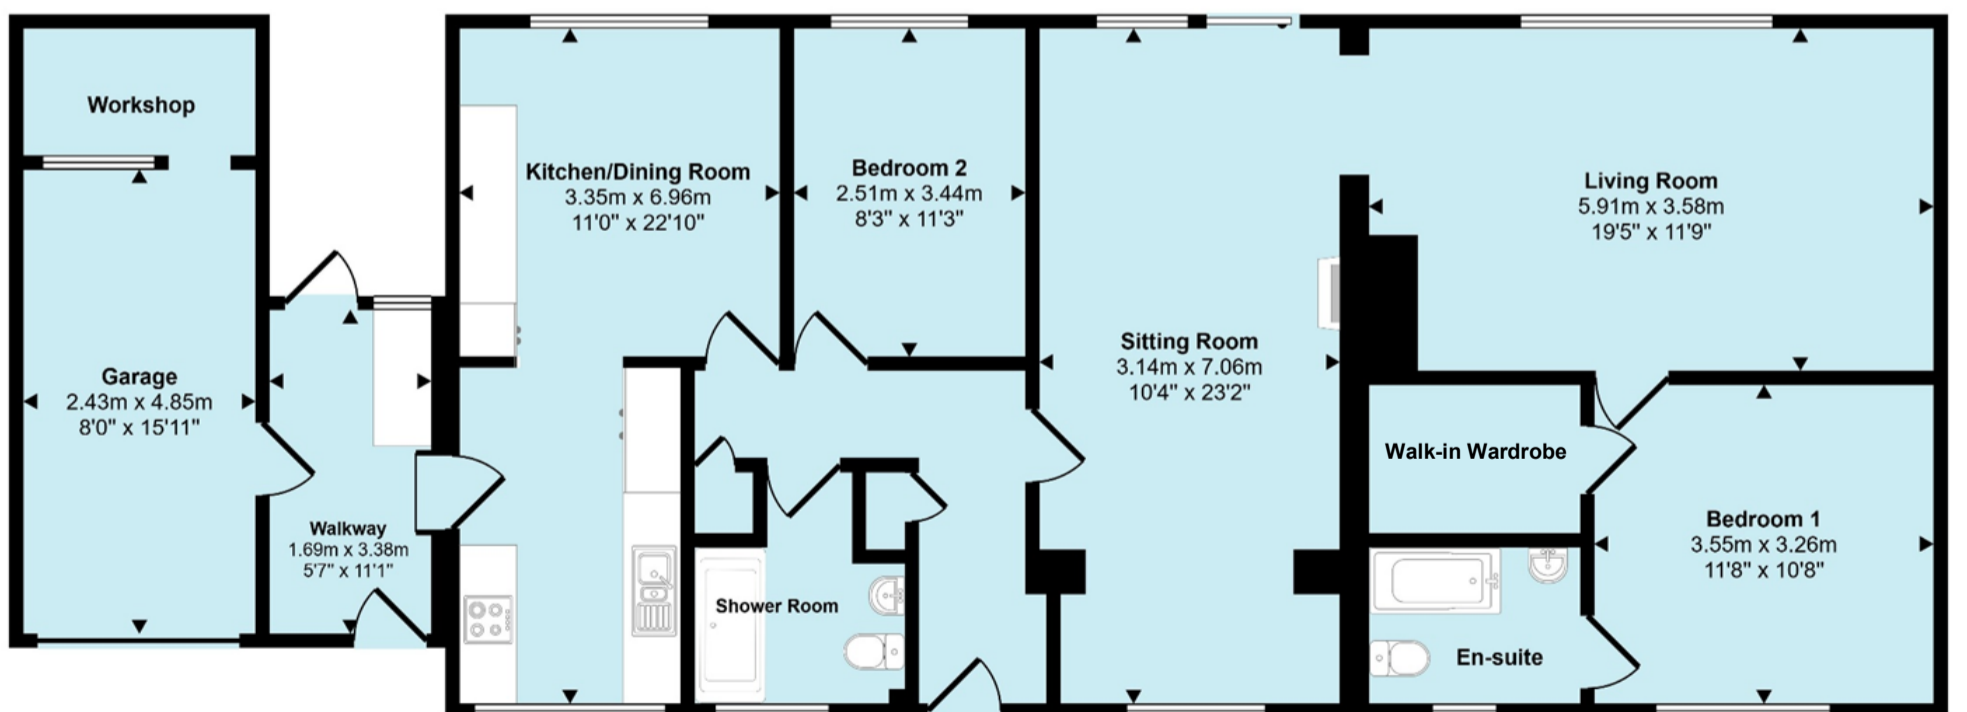 Workshop
Kitchen/Dining Room
3.35m x 6.96m
11'0" x 22'10"
Bedroom 2
2.51m x 3.44m
8'3" x 11'3"
Living Room
5.91m x 3.58m
19'5" x 11'9"
Garage
2.43m x 4.85m
8'0" x 15'11"
Sitting Room
3.14m x 7.06m
10'4" x 23'2"
Walk-in Wardrobe
Walkway
1.69m x 3.38m
5'7" x 11'1"
Bedroom 1
3.55m x 3.26m
11'8" x 10'8"
Shower Room
En-suite